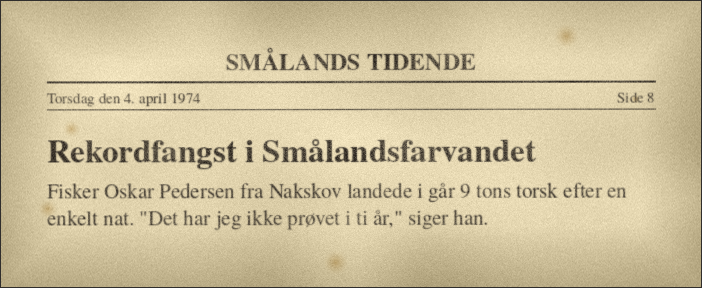 SMÅLANDS TIDENDE
Torsdag den 4. april 1974 Side 8
Rekordfangst i Smålandsfarvandet
Fisker Oskar Pedersen fra Nakskov landede i går 9 tons torsk efter en
enkelt nat. "Det har jeg ikke prøvet i ti år," siger han.